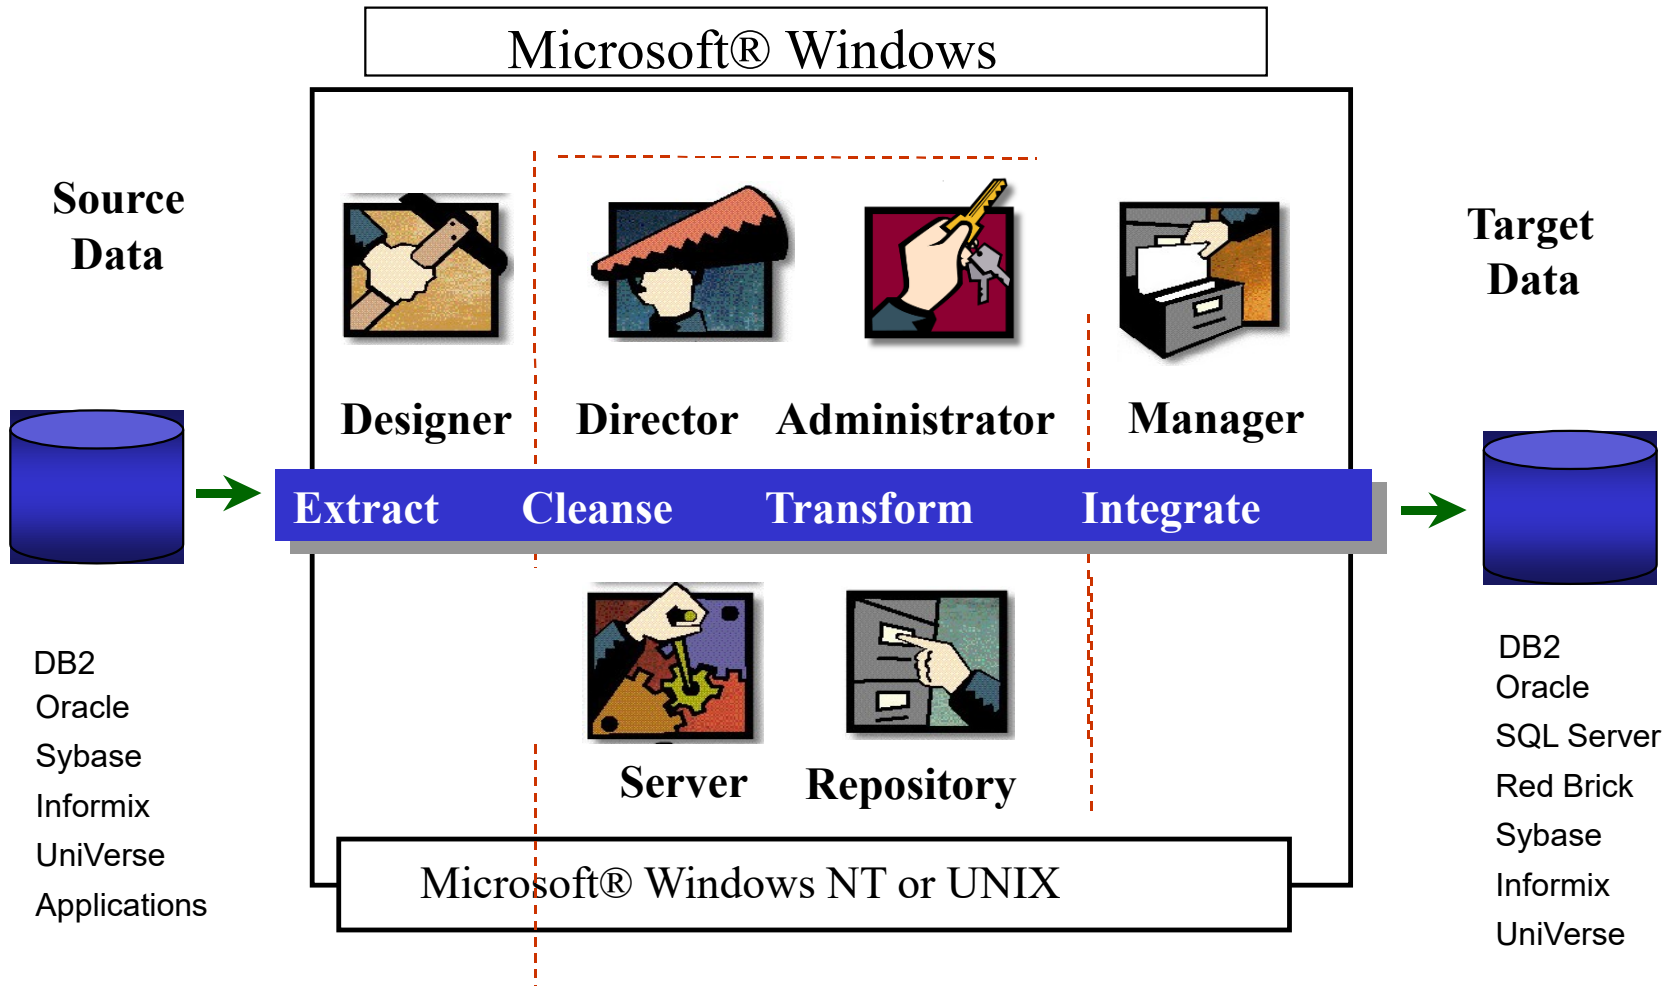 Microsoft® Windows
Source
Data
Target
Data
Designer
Director
Administrator
Manager
Extract Cleanse Transform Integrate
Server
Repository
Microsoft® Windows NT or UNIX
DB2
Oracle
Sybase
Informix
UniVerse
Applications
DB2
Oracle
SQL Server
Red Brick
Sybase
Informix
UniVerse